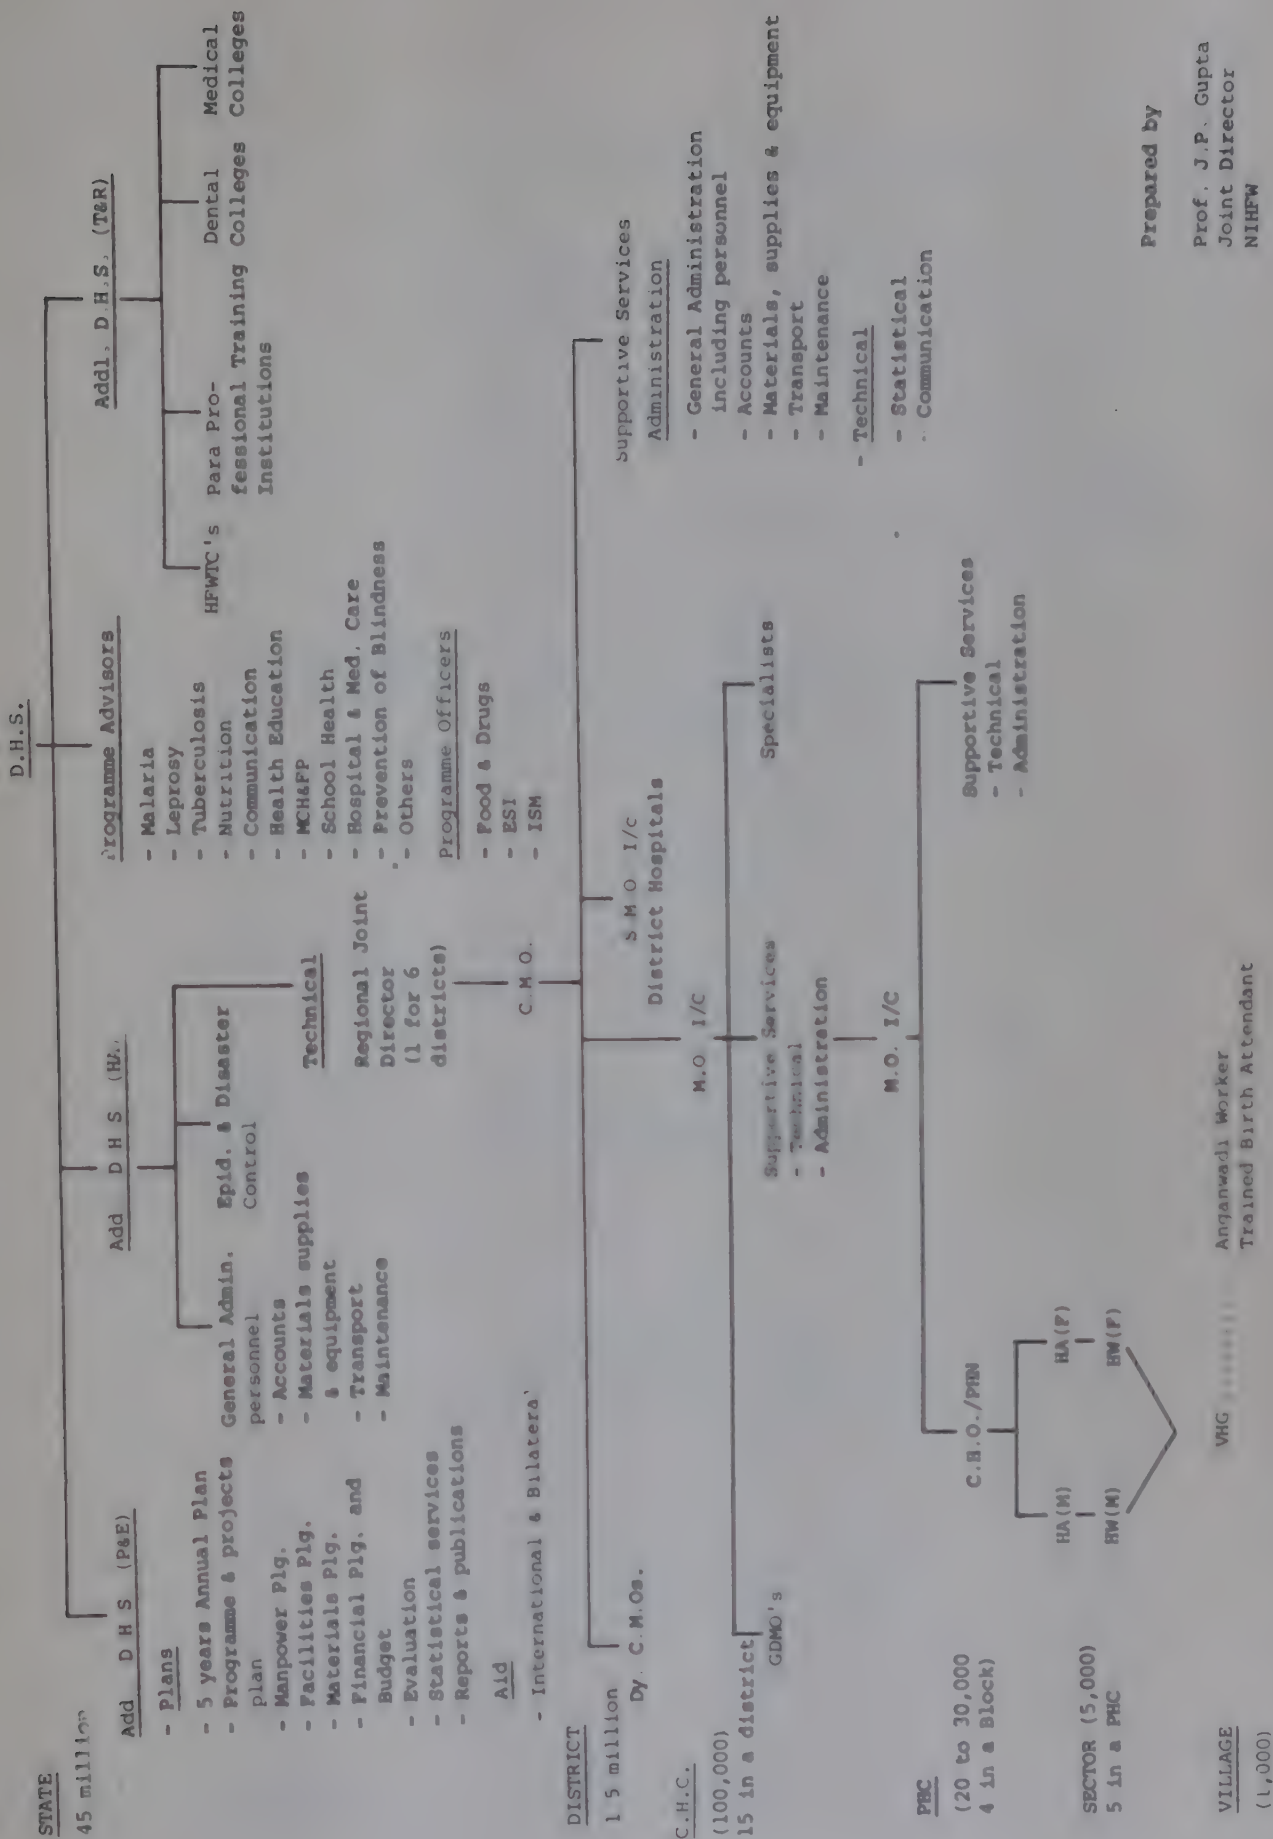 D.H.S.
STATE
45 million
Add D H S (P&E)
- Plans
- 5 years Annual Plan
- Programme & projects
plan
- Manpower Plg.
- Facilities Plg.
- Materials Plg.
- Financial Plg. and
Budget
- Evaluation
- Statistical services
- Reports & publications
Aid
- International & Bilateral
Add D H S (HA)
General Admin.
personnel
- Accounts
- Materials supplies
& equipment
- Transport
- Maintenance
Epid. & Disaster
Control
Technical
Regional Joint
Director
(1 for 6
districts)
Programme Advisors
- Malaria
- Leprosy
- Tuberculosis
- Nutrition
- Communication
- Health Education
- MCH&FP
- School Health
- Hospital & Med. Care
- Prevention of Blindness
- Others
Programme Officers
- Food & Drugs
- ESI
- ISM
Addl. D.H.S. (T&R)
HFWTC's
Para Pro-
fessional Training
Institutions
Dental
Colleges
Medical
Colleges
C.M.O.
DISTRICT
1 5 million
Dy. C.M.Os.
S M O I/c
District Hospitals
Supportive Services
Administration
- General Administration
including personnel
- Accounts
- Materials, supplies & equipment
- Transport
- Maintenance
- Technical
- Statistical
- Communication
M.O. I/C
C.H.C.
(100,000)
15 in a district
GDMO's
Supportive Services
- Technical
- Administration
Specialists
M.O. I/C
PHC
(20 to 30,000
4 in a Block)
C.H.O./PHN
Supportive Services
- Technical
- Administration
SECTOR (5,000)
5 in a PHC
HA(M)
HA(F)
HW(M)
HW(F)
VILLAGE
(1,000)
VHG
Anganwadi Worker
Trained Birth Attendant
Prepared by
Prof. J.P. Gupta
Joint Director
NIHFW